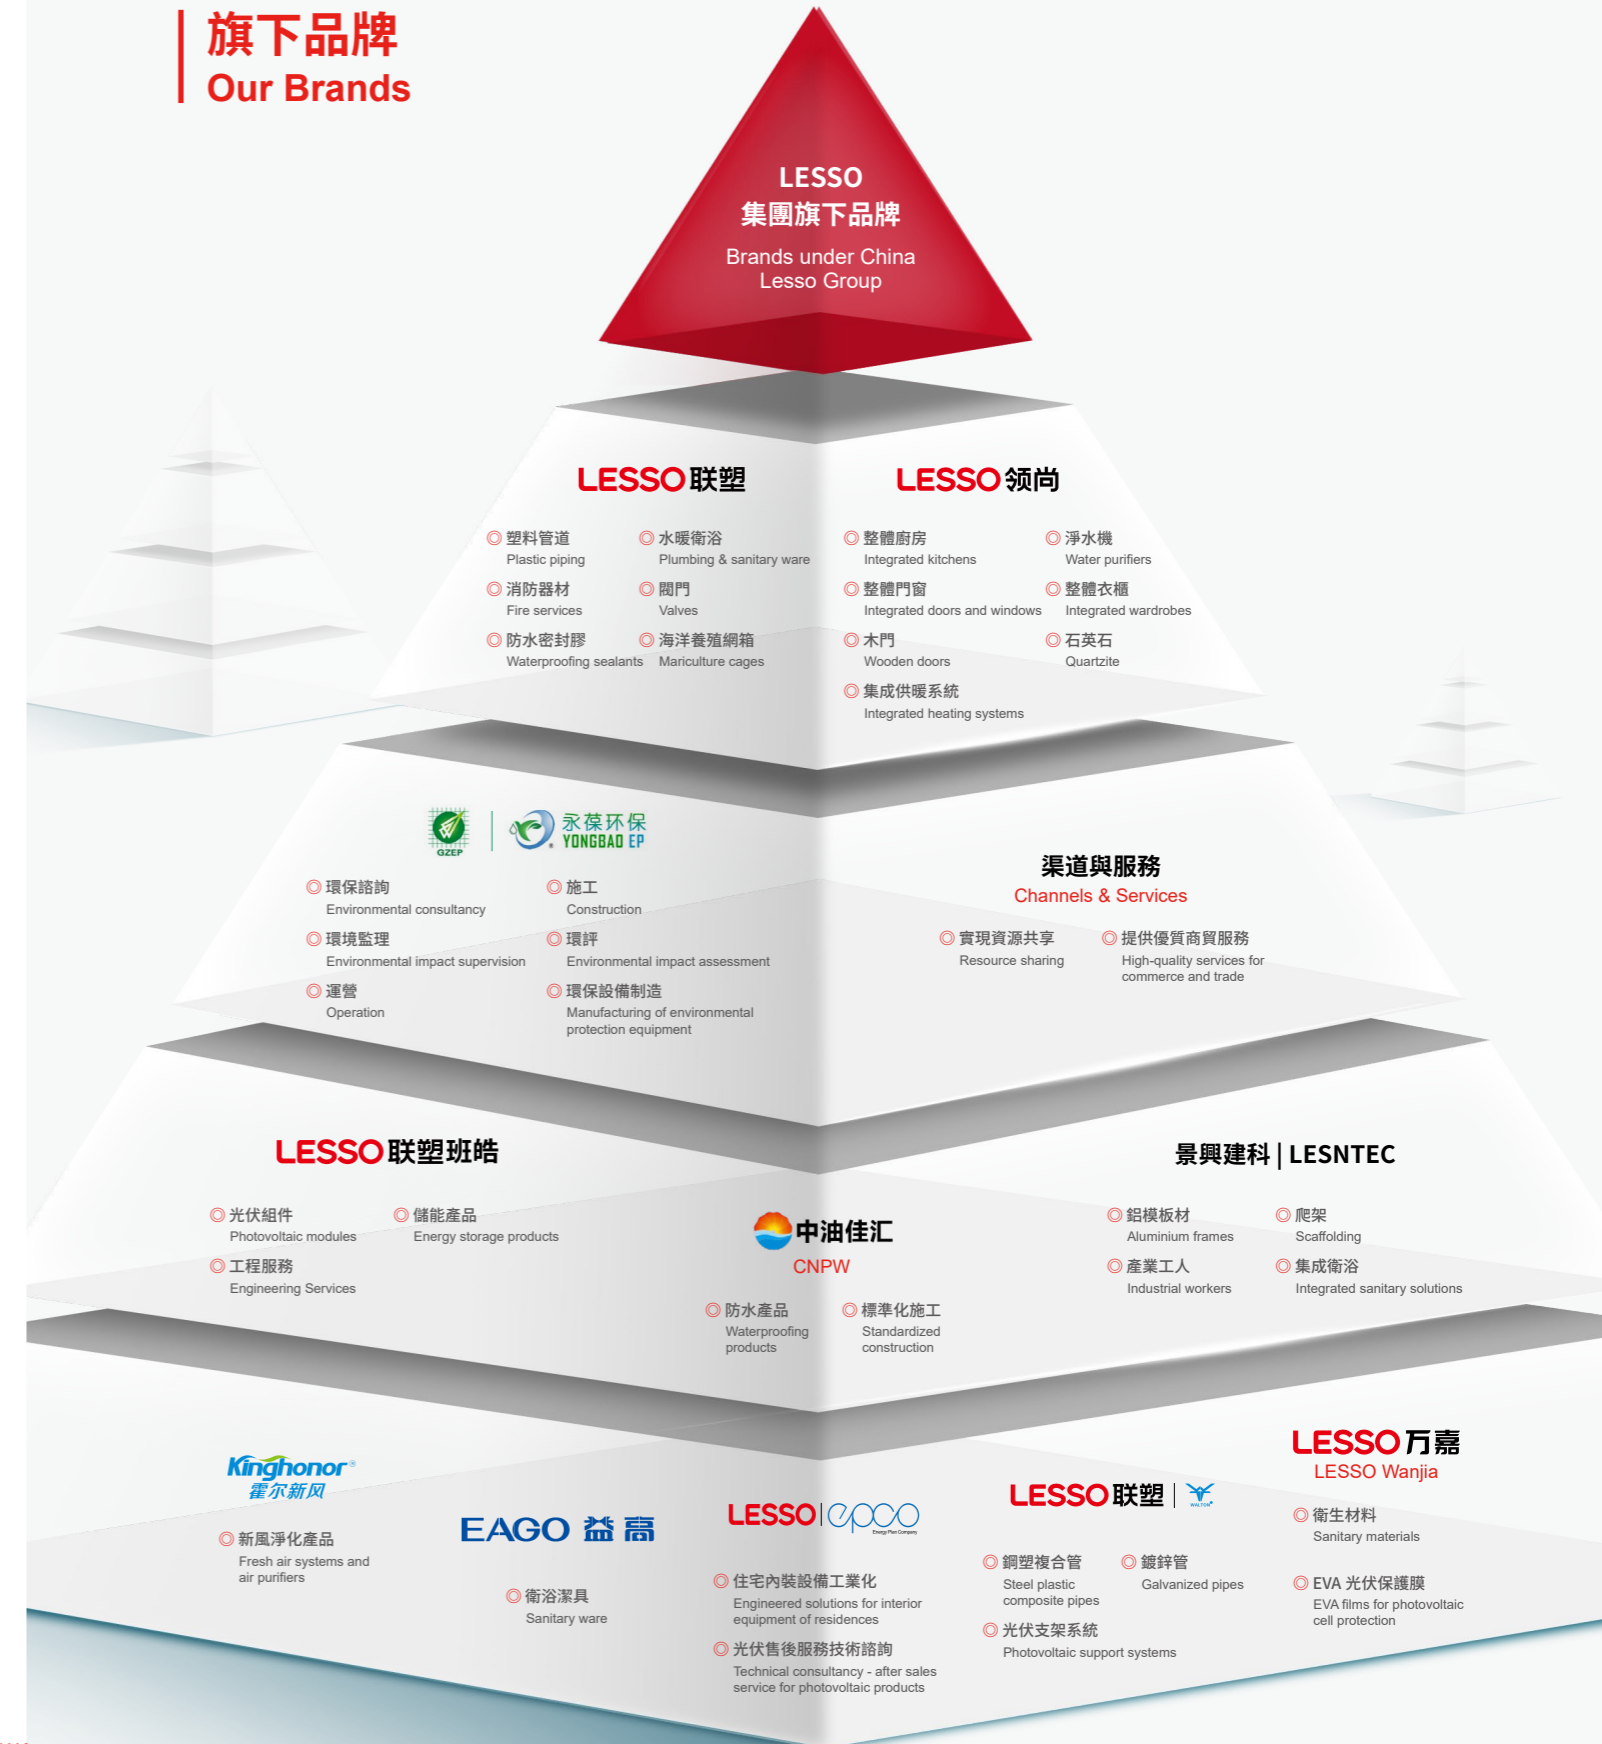 旗下品牌
Our Brands
LESSO
集團旗下品牌
Brands under China
Lesso Group
LESSO联塑
塑料管道
Plastic piping
水暖衛浴
Plumbing & sanitary ware
消防器材
Fire services
閥門
Valves
防水密封膠
Waterproofing sealants
海洋養殖網箱
Mariculture cages
LESSO领尚
整體廚房
Integrated kitchens
淨水機
Water purifiers
整體門窗
Integrated doors and windows
整體衣櫃
Integrated wardrobes
木門
Wooden doors
石英石
Quartzite
集成供暖系統
Integrated heating systems
GZEP
永葆环保
YONGBAO EP
環保諮詢
Environmental consultancy
施工
Construction
環境監理
Environmental impact supervision
環評
Environmental impact assessment
運營
Operation
環保設備制造
Manufacturing of environmental
protection equipment
渠道與服務
Channels & Services
實現資源共享
Resource sharing
提供優質商貿服務
High-quality services for
commerce and trade
LESSO联塑班皓
光伏組件
Photovoltaic modules
儲能產品
Energy storage products
工程服務
Engineering Services
中油佳汇
CNPW
防水產品
Waterproofing
products
標準化施工
Standardized
construction
景興建科 | LESNTEC
鋁模板材
Aluminium frames
爬架
Scaffolding
產業工人
Industrial workers
集成衛浴
Integrated sanitary solutions
Kinghonor®
霍尔新风
新風淨化產品
Fresh air systems and
air purifiers
EAGO 益高
衛浴潔具
Sanitary ware
LESSO | epco
Energy Plan Company
住宅內裝設備工業化
Engineered solutions for interior
equipment of residences
光伏售後服務技術諮詢
Technical consultancy - after sales
service for photovoltaic products
LESSO联塑 | WALTON
鋼塑複合管
Steel plastic
composite pipes
鍍鋅管
Galvanized pipes
光伏支架系統
Photovoltaic support systems
LESSO万嘉
LESSO Wanjia
衛生材料
Sanitary materials
EVA 光伏保護膜
EVA films for photovoltaic
cell protection